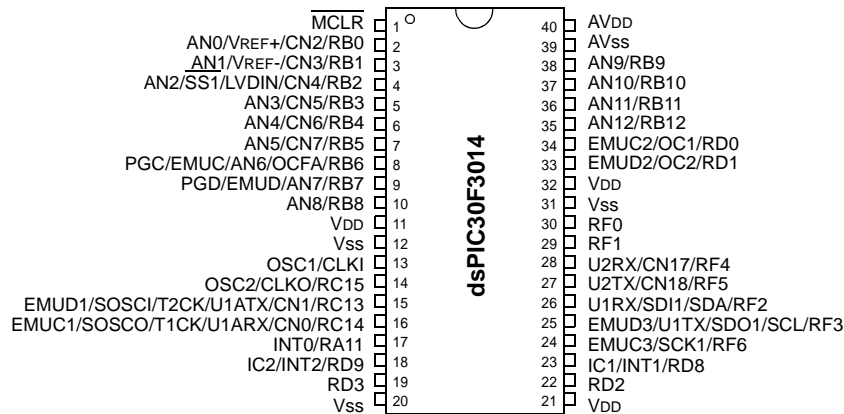 MCLR 1 40 AVDD
AN0/VREF+/CN2/RB0 2 39 AVSS
AN1/VREF-/CN3/RB1 3 38 AN9/RB9
AN2/SS1/LVDIN/CN4/RB2 4 37 AN10/RB10
AN3/CN5/RB3 5 36 AN11/RB11
AN4/CN6/RB4 6 35 AN12/RB12
AN5/CN7/RB5 7 34 EMUC2/OC1/RD0
PGC/EMUC/AN6/OCFA/RB6 8 33 EMUD2/OC2/RD1
PGD/EMUD/AN7/RB7 9 32 VDD
AN8/RB8 10 31 Vss
VDD 11 30 RF0
Vss 12 29 RF1
OSC1/CLKI 13 28 U2RX/CN17/RF4
OSC2/CLKO/RC15 14 27 U2TX/CN18/RF5
EMUD1/SOSCI/T2CK/U1ATX/CN1/RC13 15 26 U1RX/SDI1/SDA/RF2
EMUC1/SOSCO/T1CK/U1ARX/CN0/RC14 16 25 EMUD3/U1TX/SDO1/SCL/RF3
INT0/RA11 17 24 EMUC3/SCK1/RF6
IC2/INT2/RD9 18 23 IC1/INT1/RD8
RD3 19 22 RD2
Vss 20 21 VDD
dsPIC30F3014